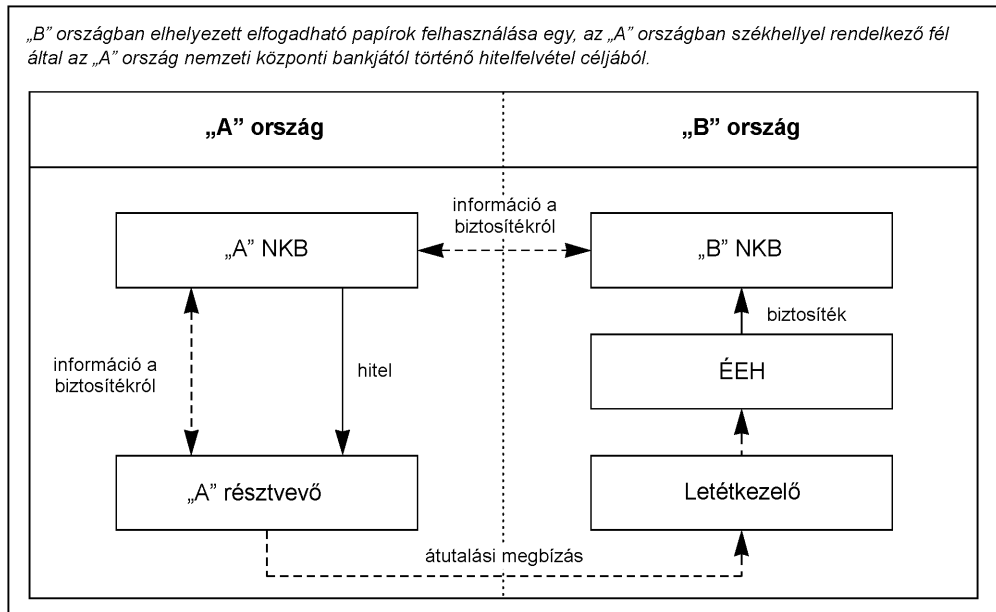 „B” országban elhelyezett elfogadható papírok felhasználása egy, az „A” országban székhellyel rendelkező fél
által az „A” ország nemzeti központi bankjától történő hitelfelvétel céljából.
„A” ország
„B” ország
információ a
biztosítékról
„A” NKB
„B” NKB
biztosíték
információ a
biztosítékról
hitel
ÉEH
„A” résztvevő
Letétkezelő
átutalási megbízás